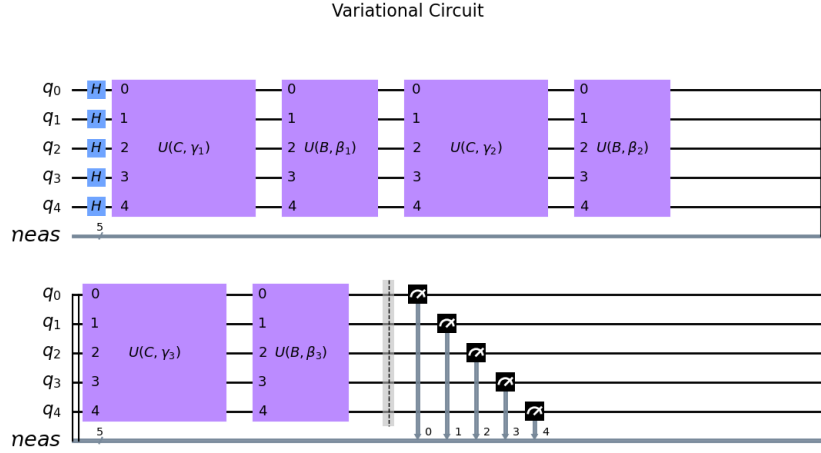 Variational Circuit
q0 H 0 0 0 0
q1 H 1 1 1 1
q2 H 2 U(C, γ1) 2 U(B, β1) 2 U(C, γ2) 2 U(B, β2)
q3 H 3 3 3 3
q4 H 4 4 4 4
neas 5
q0 0 0
q1 1 1
q2 2 U(C, γ3) 2 U(B, β3)
q3 3 3
q4 4 4
neas 5 0 1 2 3 4